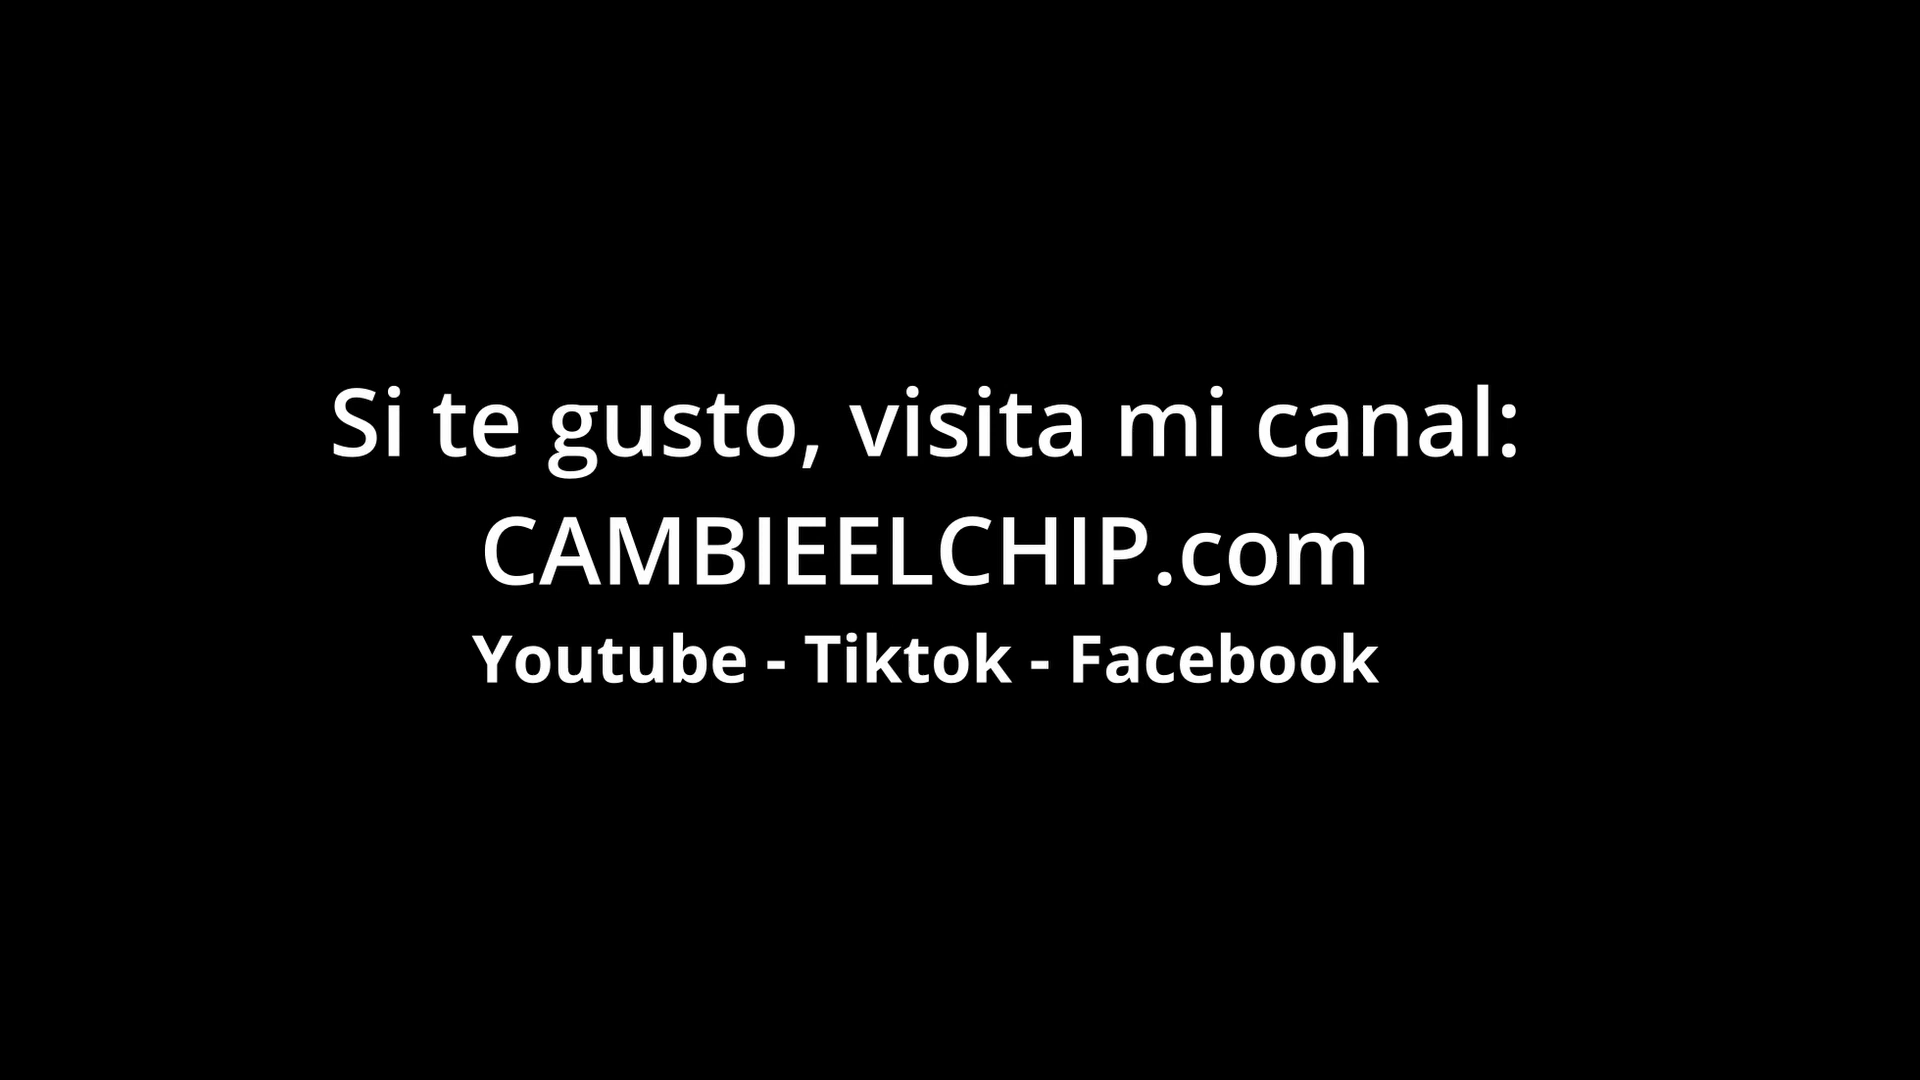 Si te gusto, visita mi canal:
CAMBIEELCHIP.com
Youtube - Tiktok - Facebook